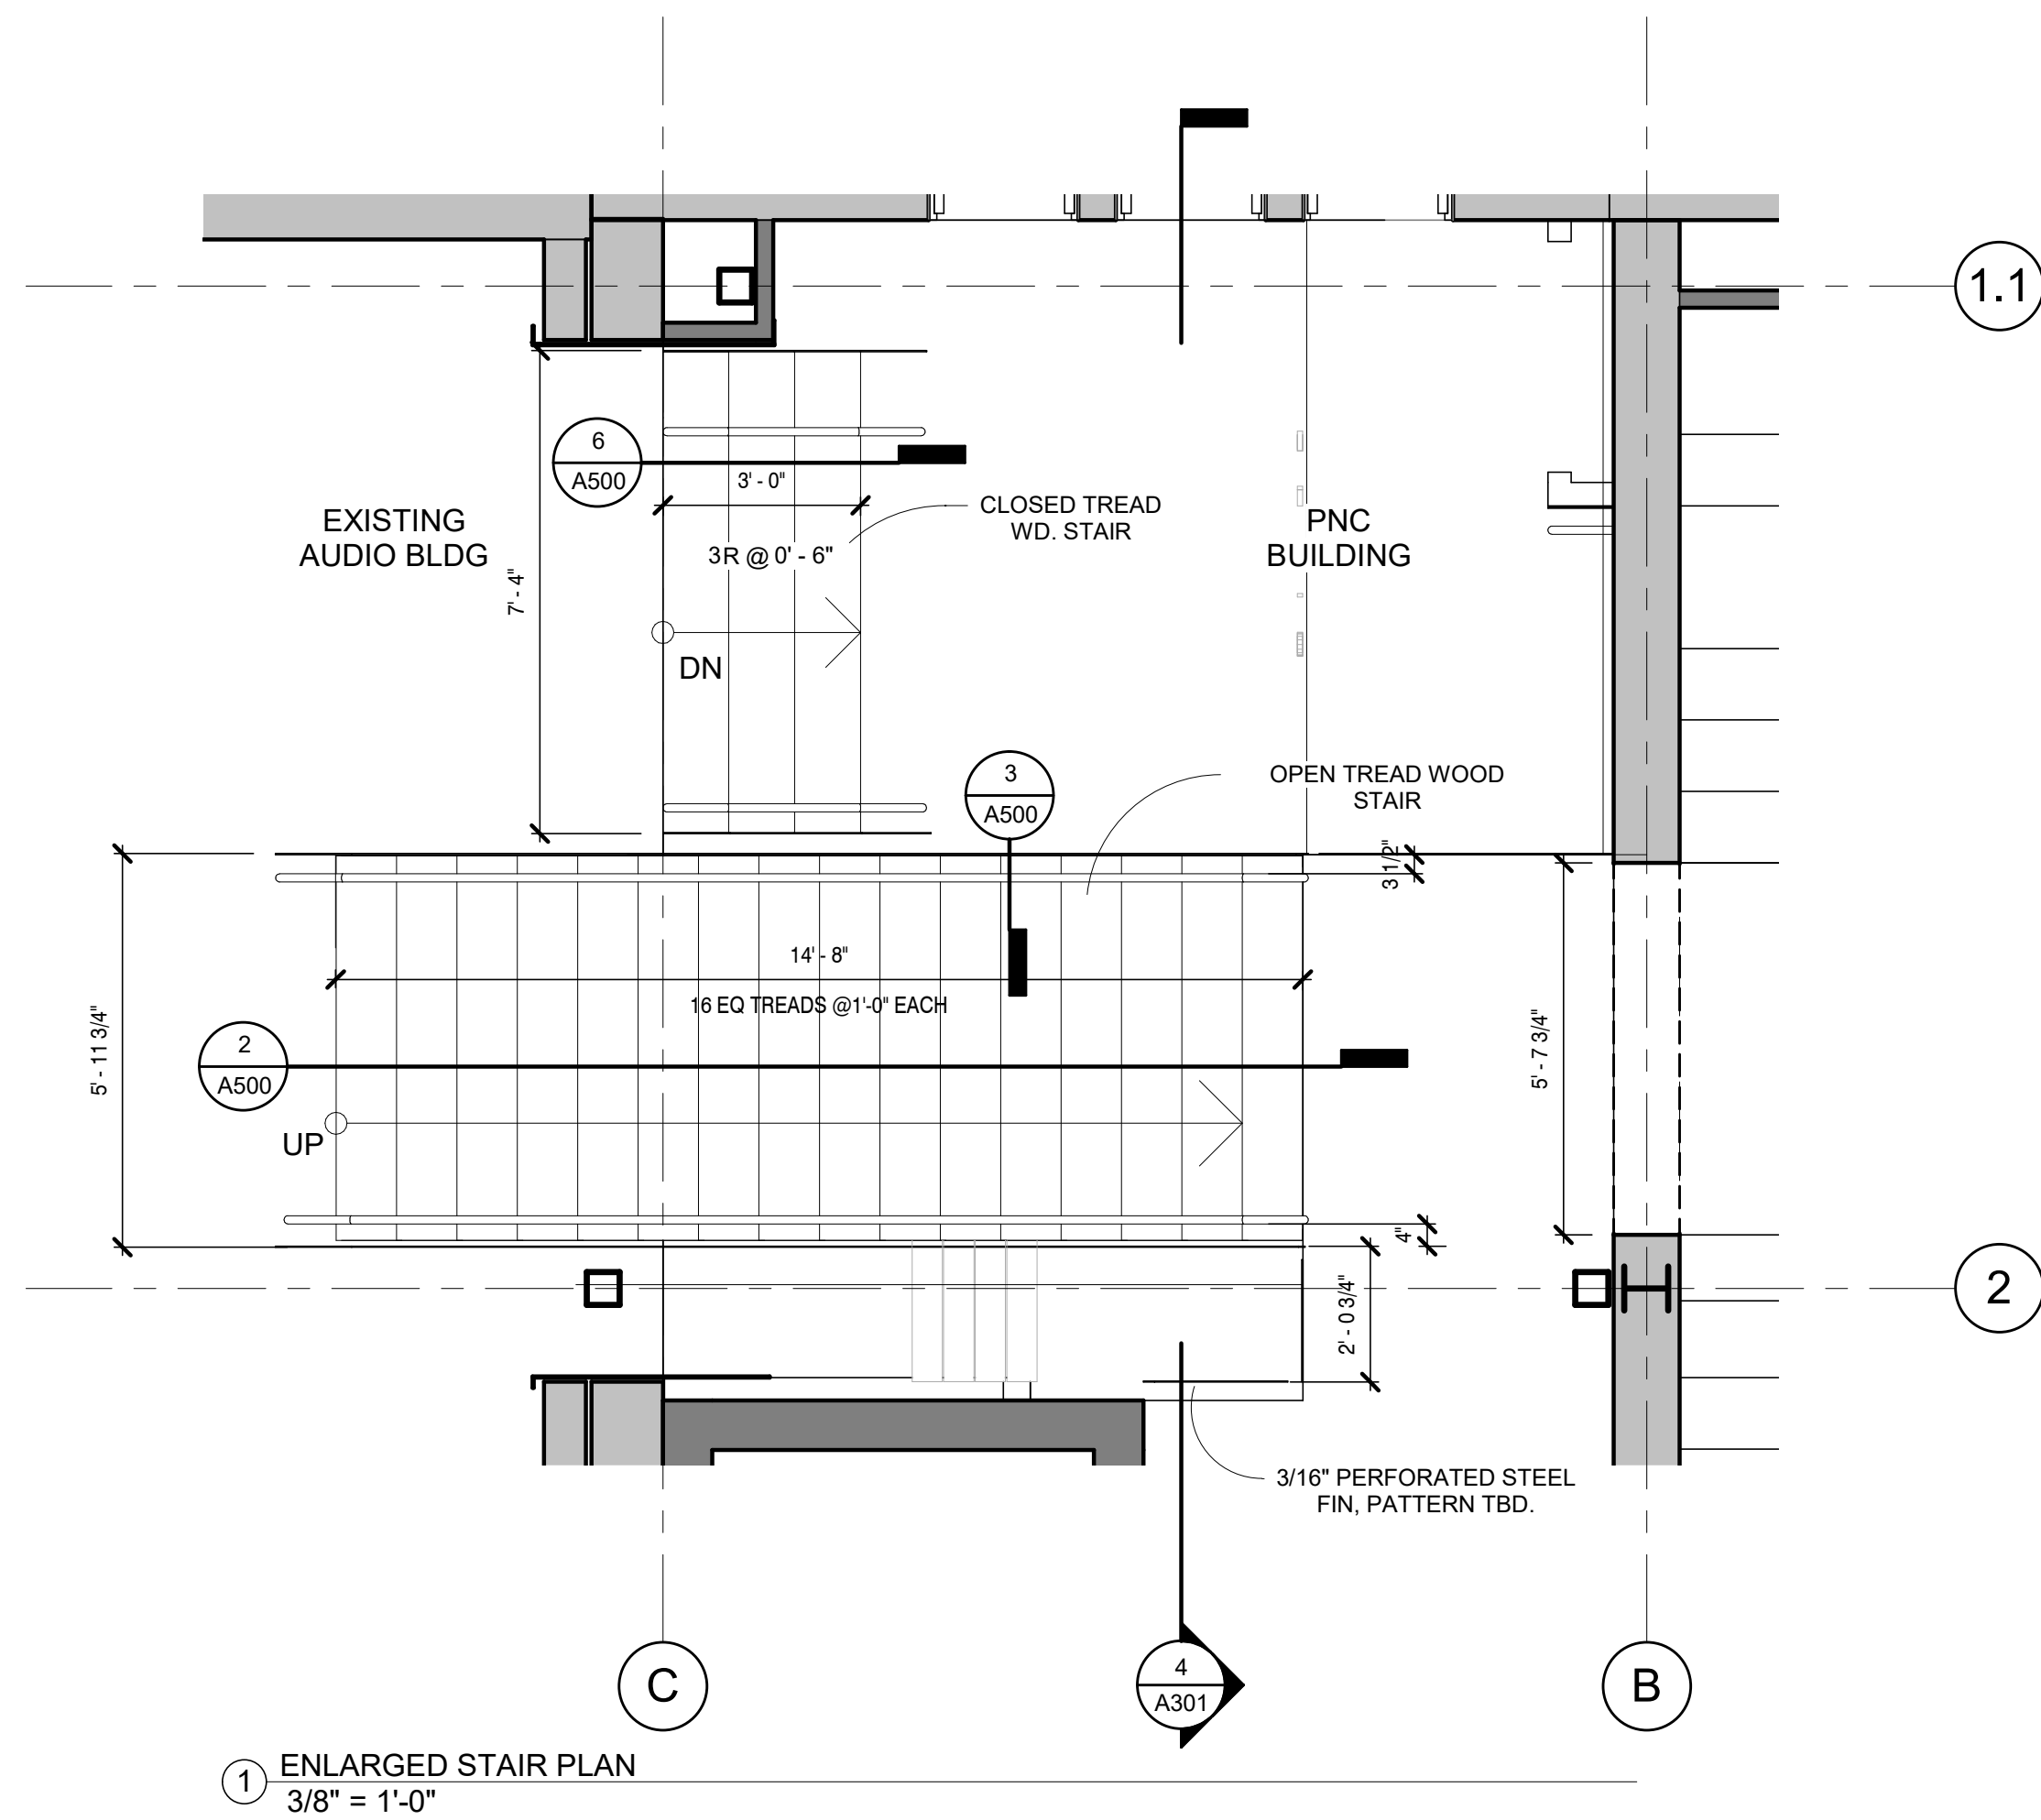 1.1
6
A500
3' - 0"
CLOSED TREAD
WD. STAIR
EXISTING
AUDIO BLDG
PNC
BUILDING
3R @ 0' - 6"
7' - 4"
DN
3
A500
OPEN TREAD WOOD
STAIR
3 1/2"
14' - 8"
16 EQ TREADS @1'-0" EACH
5' - 11 3/4"
2
A500
5' - 7 3/4"
UP
4"
2
2' - 0 3/4"
3/16" PERFORATED STEEL
FIN, PATTERN TBD.
C
4
A301
B
1
ENLARGED STAIR PLAN
3/8" = 1'-0"